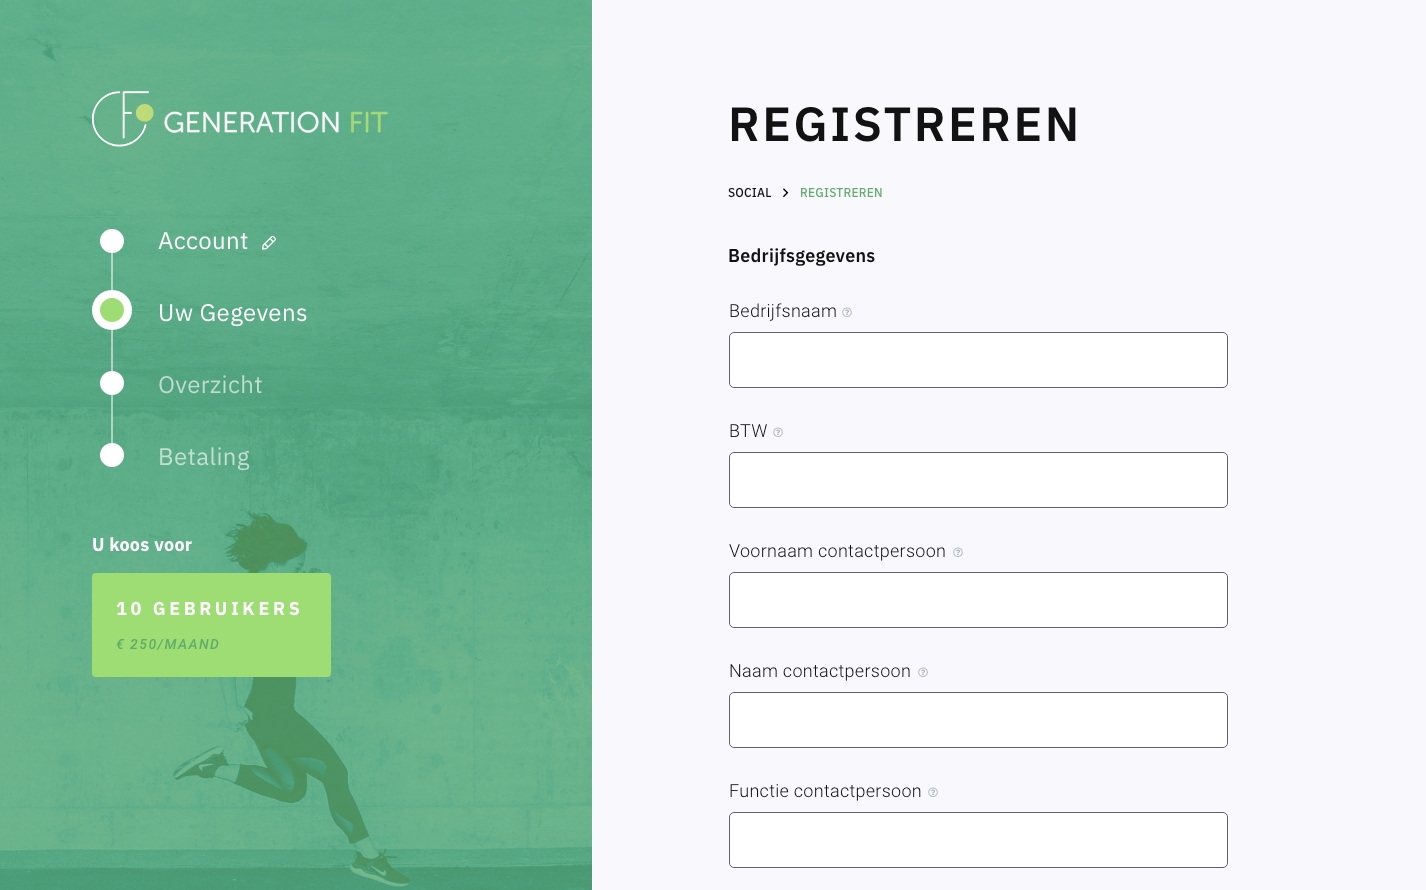 GENERATION FIT
Account
Uw Gegevens
Overzicht
Betaling
U koos voor
10 GEBRUIKERS
€ 250/MAAND
REGISTREREN
SOCIAL > REGISTREREN
Bedrijfsgegevens
Bedrijfsnaam
BTW
Voornaam contactpersoon
Naam contactpersoon
Functie contactpersoon